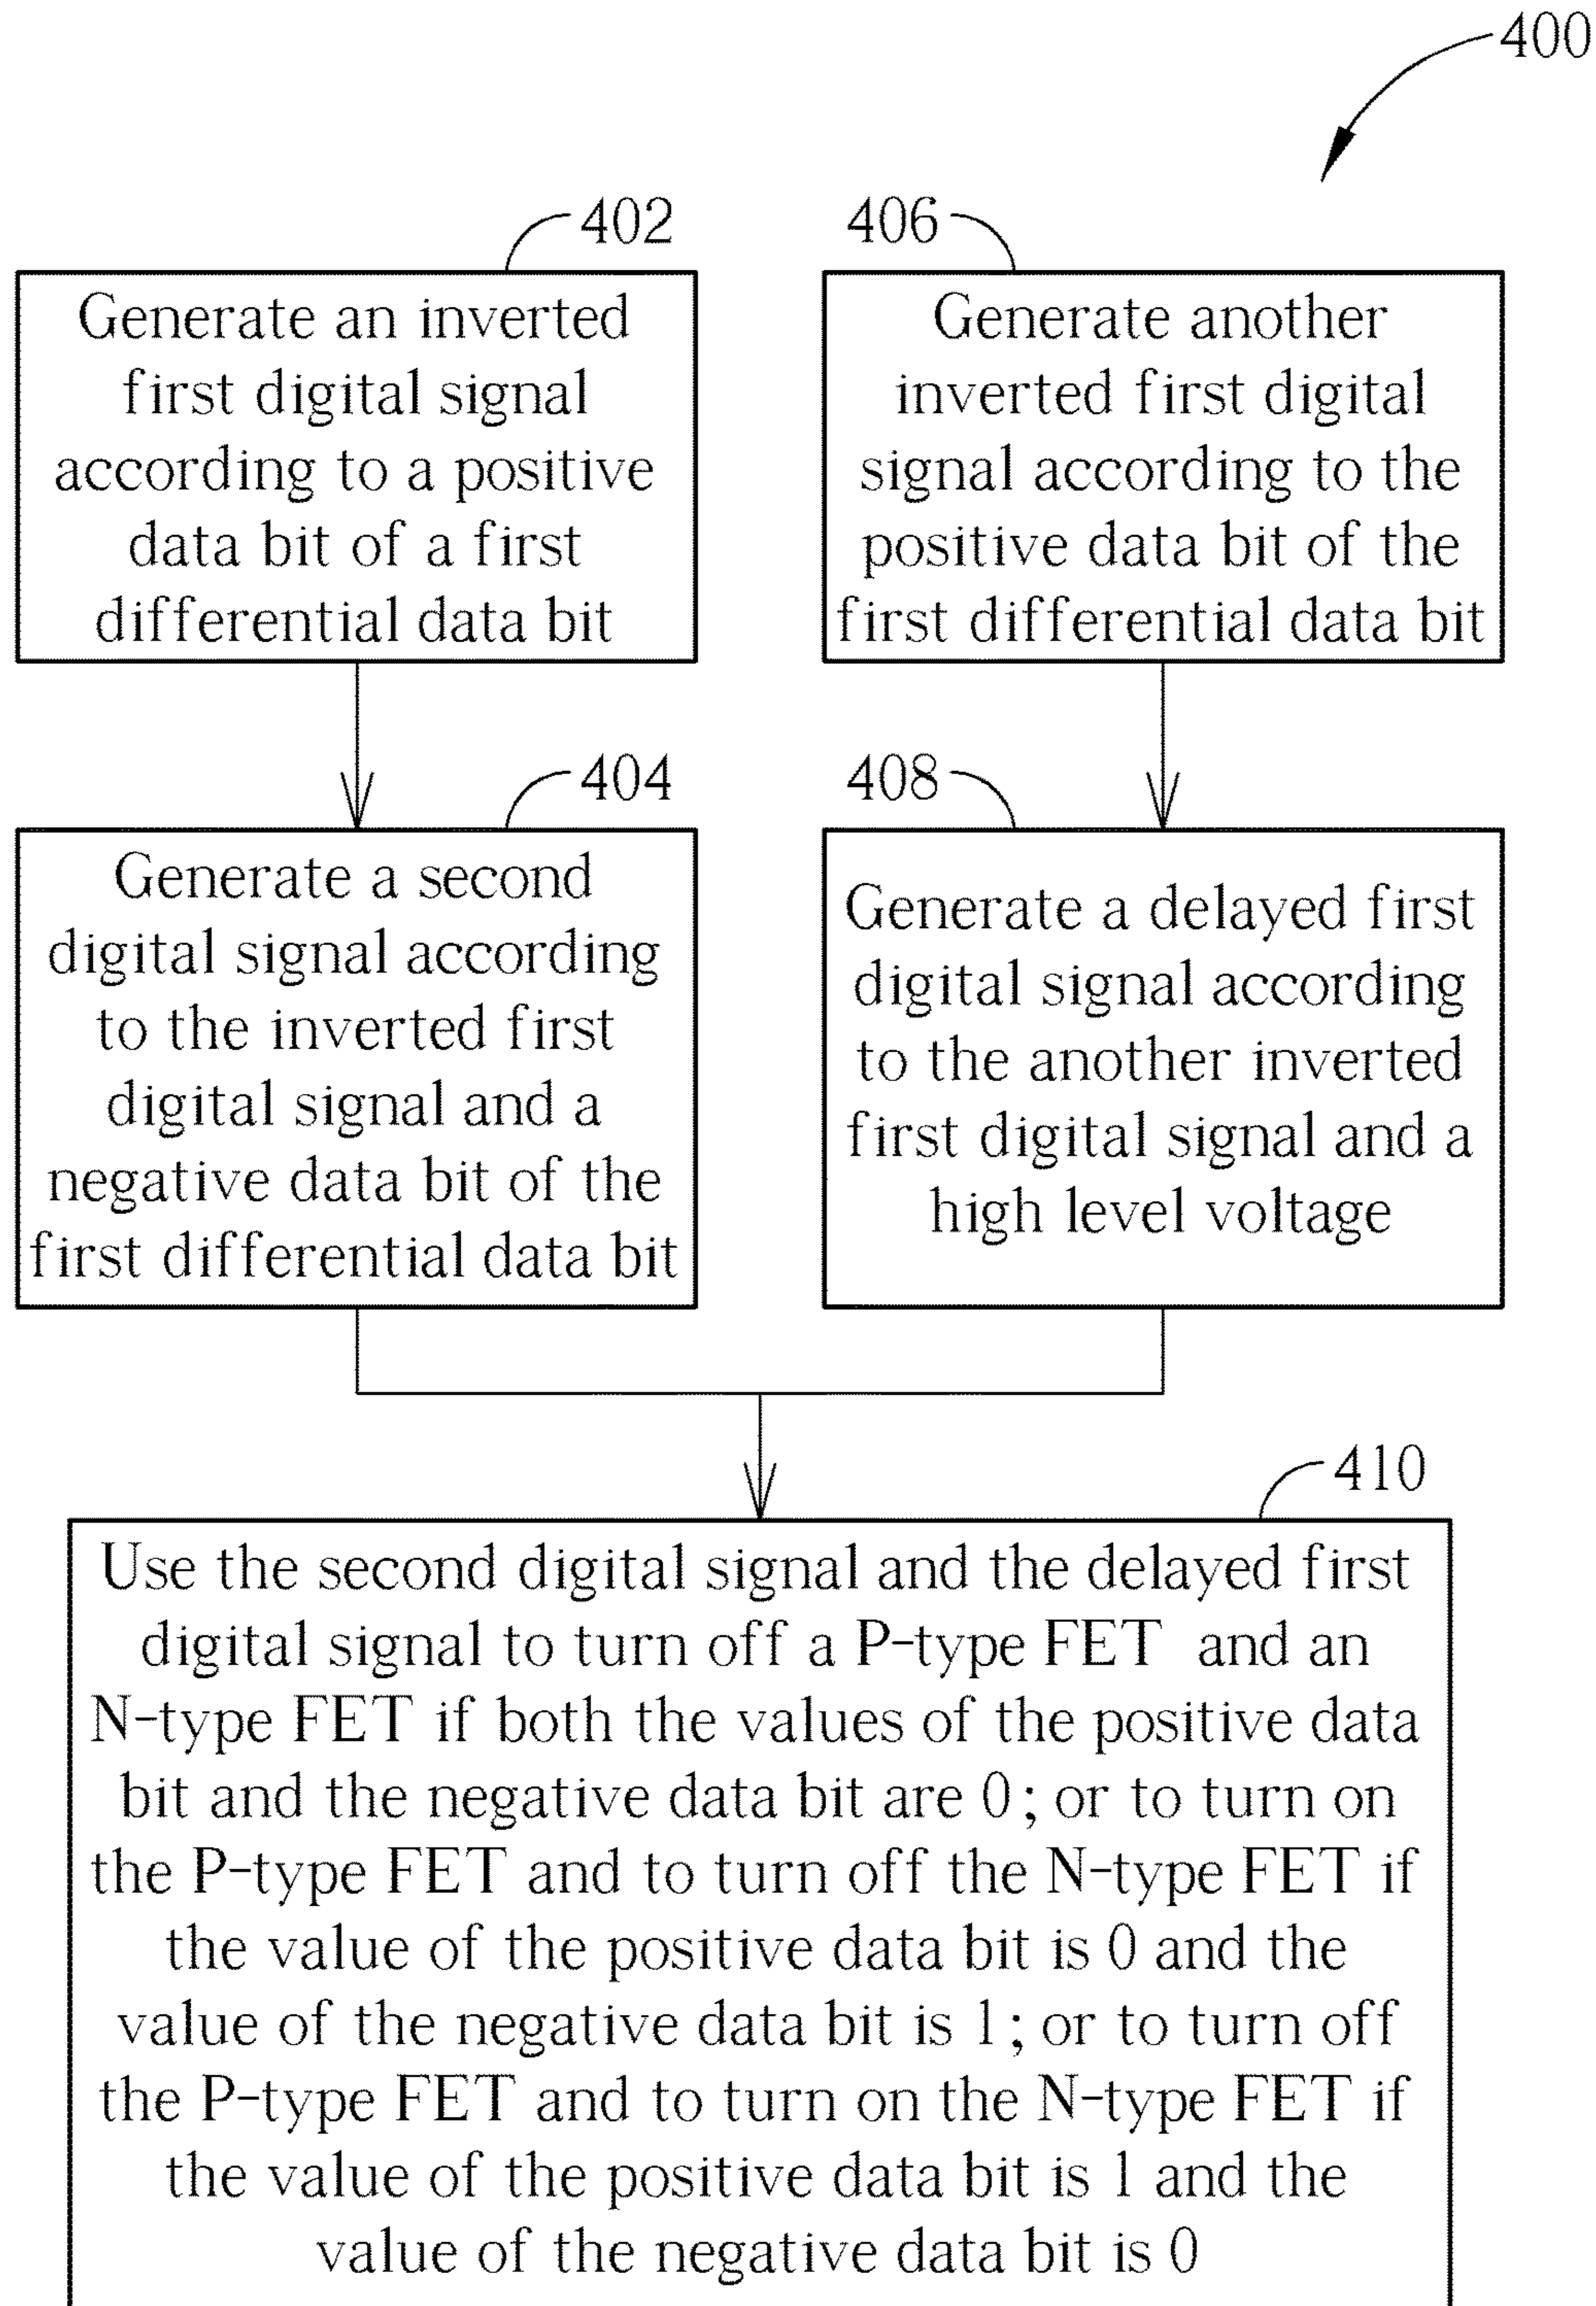 400
402
Generate an inverted
first digital signal
according to a positive
data bit of a first
differential data bit
406
Generate another
inverted first digital
signal according to the
positive data bit of the
first differential data bit
404
Generate a second
digital signal according
to the inverted first
digital signal and a
negative data bit of the
first differential data bit
408
Generate a delayed first
digital signal according
to the another inverted
first digital signal and a
high level voltage
410
Use the second digital signal and the delayed first
digital signal to turn off a P-type FET and an
N-type FET if both the values of the positive data
bit and the negative data bit are 0; or to turn on
the P-type FET and to turn off the N-type FET if
the value of the positive data bit is 0 and the
value of the negative data bit is 1; or to turn off
the P-type FET and to turn on the N-type FET if
the value of the positive data bit is 1 and the
value of the negative data bit is 0